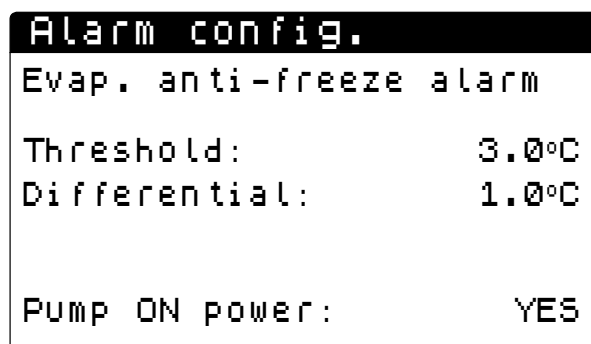 Alarm config.
Evap. anti-freeze alarm
Threshold: 3.0°C
Differential: 1.0°C
Pump ON power: YES